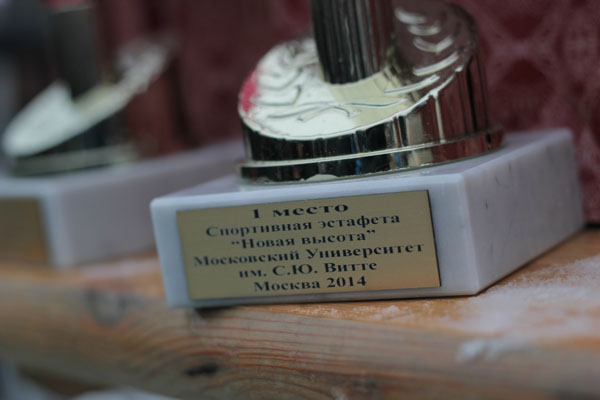 I место
Спортивная эстафета
“Новая высота”
Московский Университет
им. С.Ю. Витте
Москва 2014